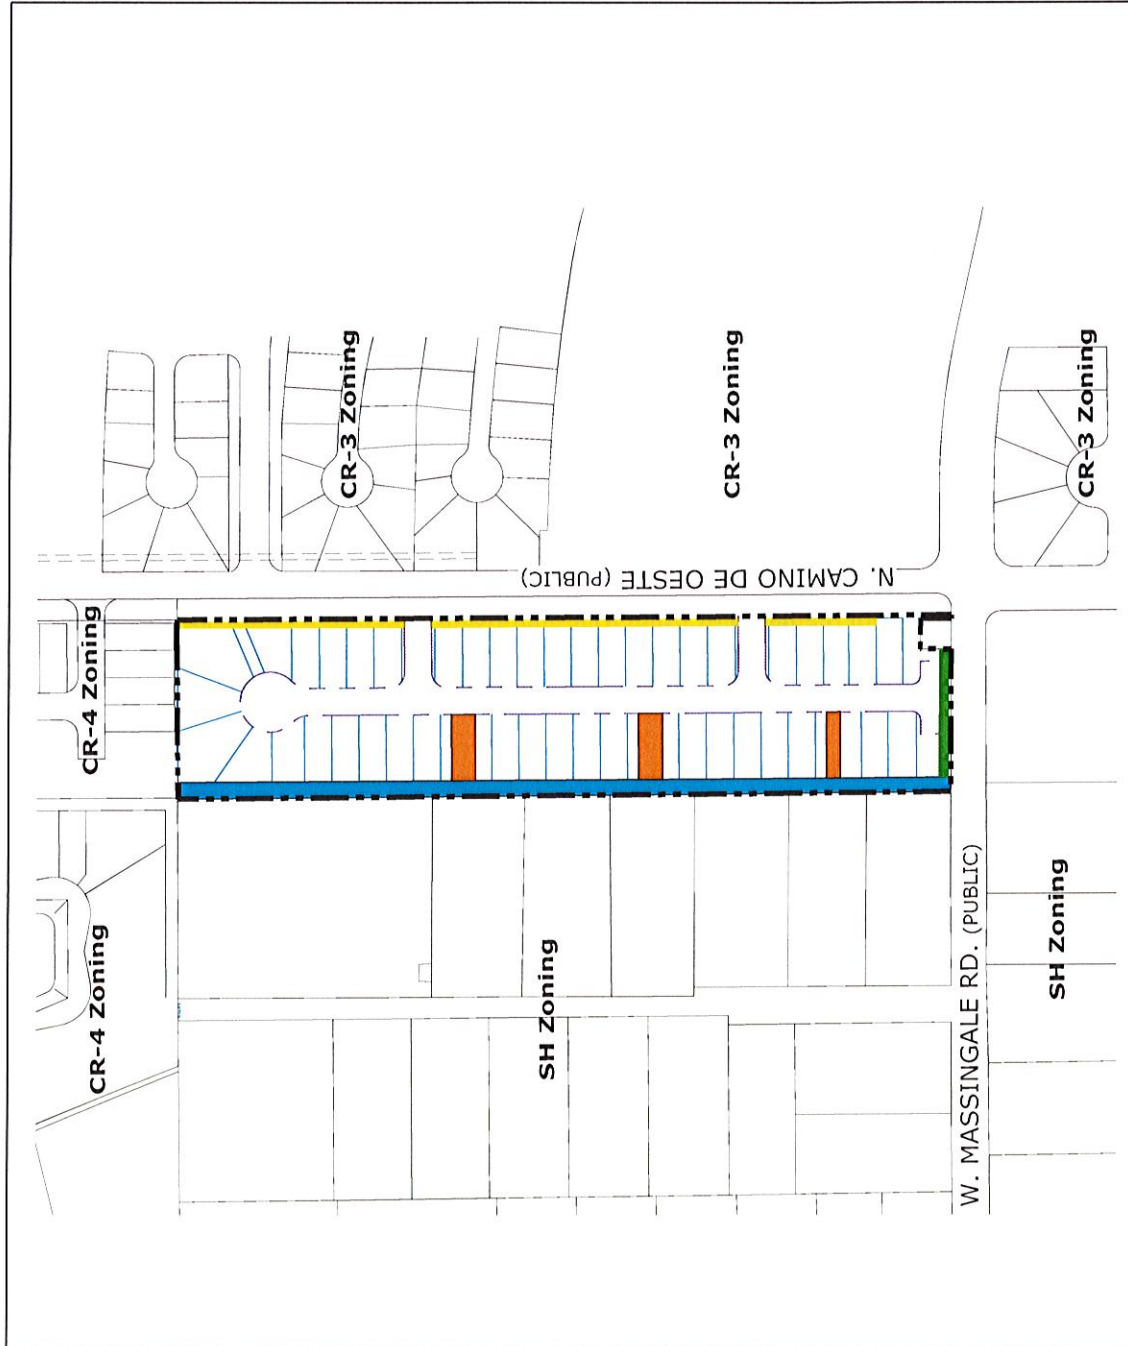 CR-4 Zoning
CR-4 Zoning
CR-3 Zoning
CR-3 Zoning
CR-3 Zoning
N. CAMINO DE OESTE (PUBLIC)
SH Zoning
W. MASSINGALE RD. (PUBLIC)
SH Zoning